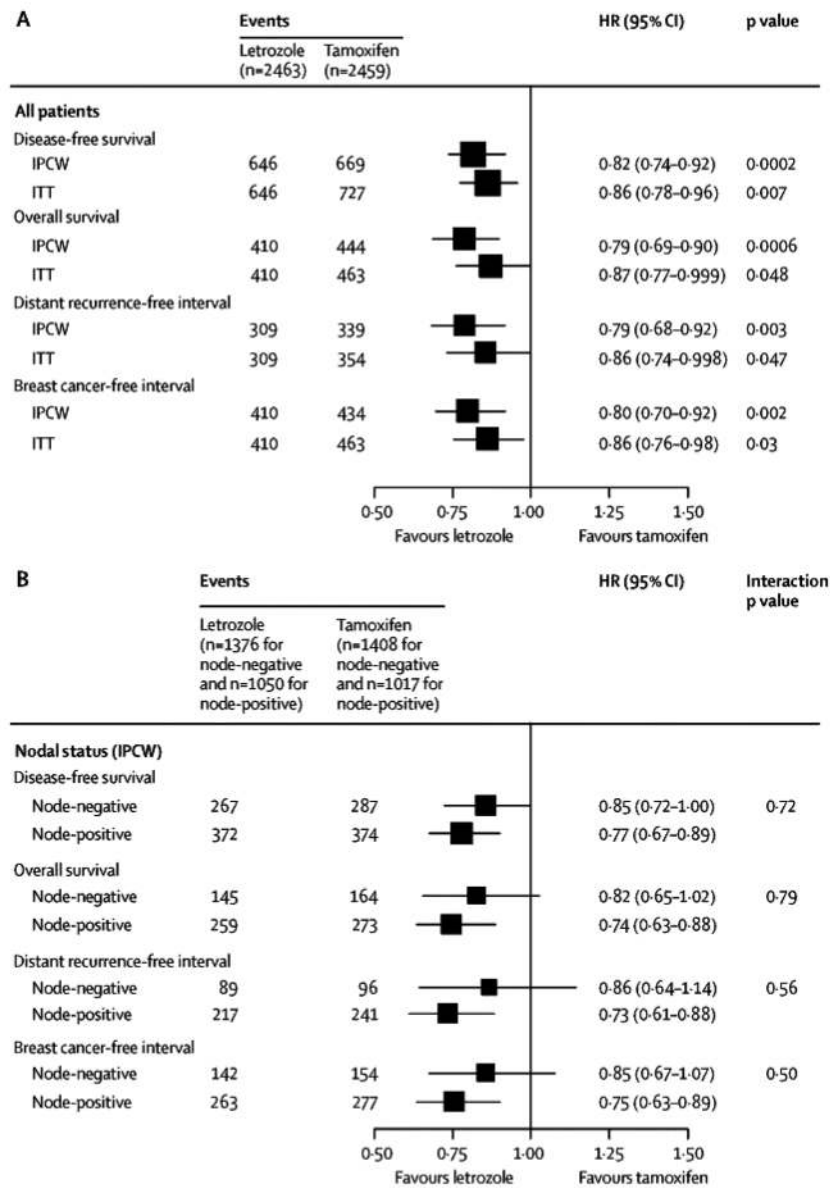 A Events HR (95% CI) p value
Letrozole Tamoxifen
(n=2463) (n=2459)
All patients
Disease-free survival
IPCW 646 669 0·82 (0·74–0·92) 0·0002
ITT 646 727 0·86 (0·78–0·96) 0·007
Overall survival
IPCW 410 444 0·79 (0·69–0·90) 0·0006
ITT 410 463 0·87 (0·77–0·999) 0·048
Distant recurrence-free interval
IPCW 309 339 0·79 (0·68–0·92) 0·003
ITT 309 354 0·86 (0·74–0·998) 0·047
Breast cancer-free interval
IPCW 410 434 0·80 (0·70–0·92) 0·002
ITT 410 463 0·86 (0·76–0·98) 0·03
0·50 0·75 1·00 1·25 1·50
Favours letrozole Favours tamoxifen
B Events HR (95% CI) Interaction
p value
Letrozole Tamoxifen
(n=1376 for (n=1408 for
node-negative node-negative
and n=1050 for and n=1017 for
node-positive) node-positive)
Nodal status (IPCW)
Disease-free survival
Node-negative 267 287 0·85 (0·72–1·00) 0·72
Node-positive 372 374 0·77 (0·67–0·89)
Overall survival
Node-negative 145 164 0·82 (0·65–1·02) 0·79
Node-positive 259 273 0·74 (0·63–0·88)
Distant recurrence-free interval
Node-negative 89 96 0·86 (0·64–1·14) 0·56
Node-positive 217 241 0·73 (0·61–0·88)
Breast cancer-free interval
Node-negative 142 154 0·85 (0·67–1·07) 0·50
Node-positive 263 277 0·75 (0·63–0·89)
0·50 0·75 1·00 1·25 1·50
Favours letrozole Favours tamoxifen